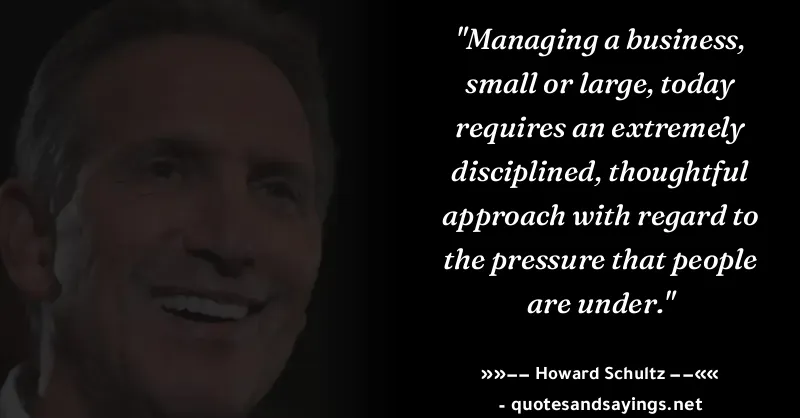 "Managing a business,
small or large, today
requires an extremely
disciplined, thoughtful
approach with regard to
the pressure that people
are under."
»»−− Howard Schultz −−««
- quotesandsayings.net